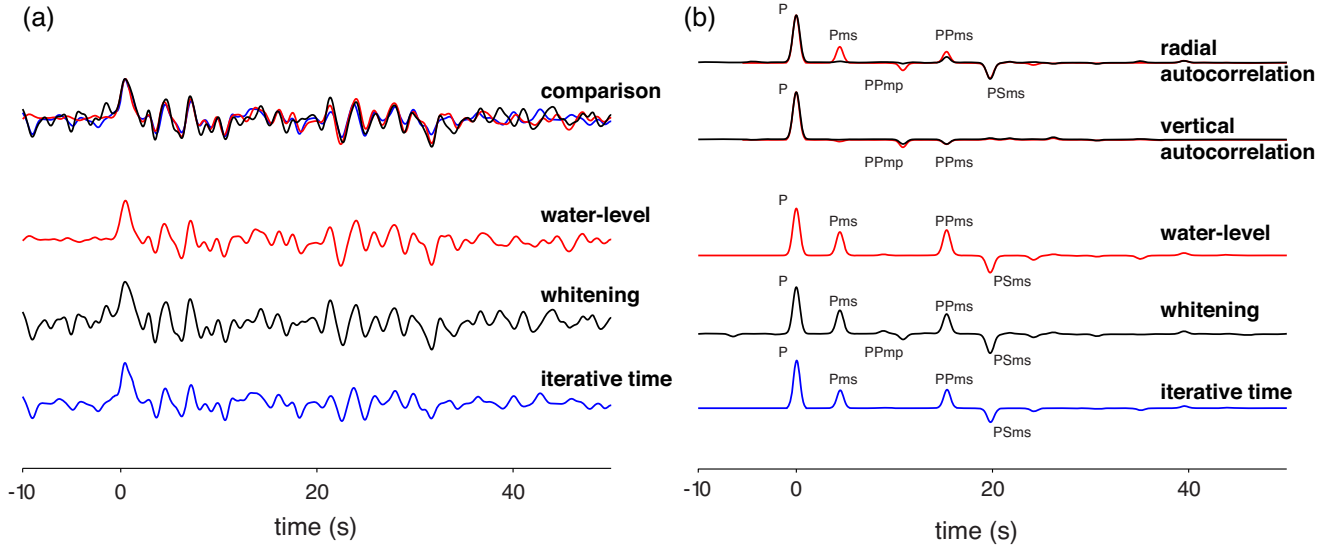 (a)
comparison
water-level
whitening
iterative time
-10
0
20
40
time (s)
(b)
P
Pms
PPms
radial
autocorrelation
PPmp
PSms
P
vertical
autocorrelation
PPmp
PPms
P
Pms
PPms
water-level
PSms
P
Pms
PPms
whitening
PPmp
PSms
P
Pms
PPms
iterative time
PSms
-10
0
20
40
time (s)